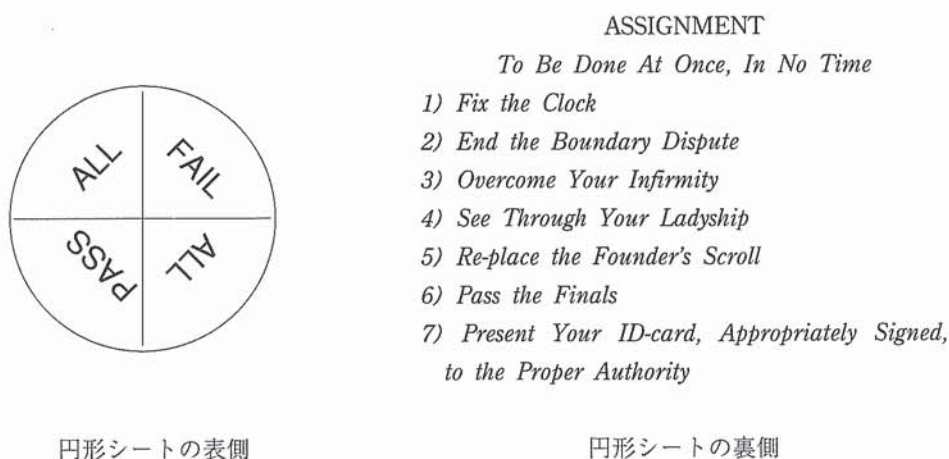 ALL
FAIL
PASS
ALL
円形シートの表側
ASSIGNMENT
To Be Done At Once, In No Time
1) Fix the Clock
2) End the Boundary Dispute
3) Overcome Your Infirmity
4) See Through Your Ladyship
5) Re-place the Founder's Scroll
6) Pass the Finals
7) Present Your ID-card, Appropriately Signed,
to the Proper Authority
円形シートの裏側